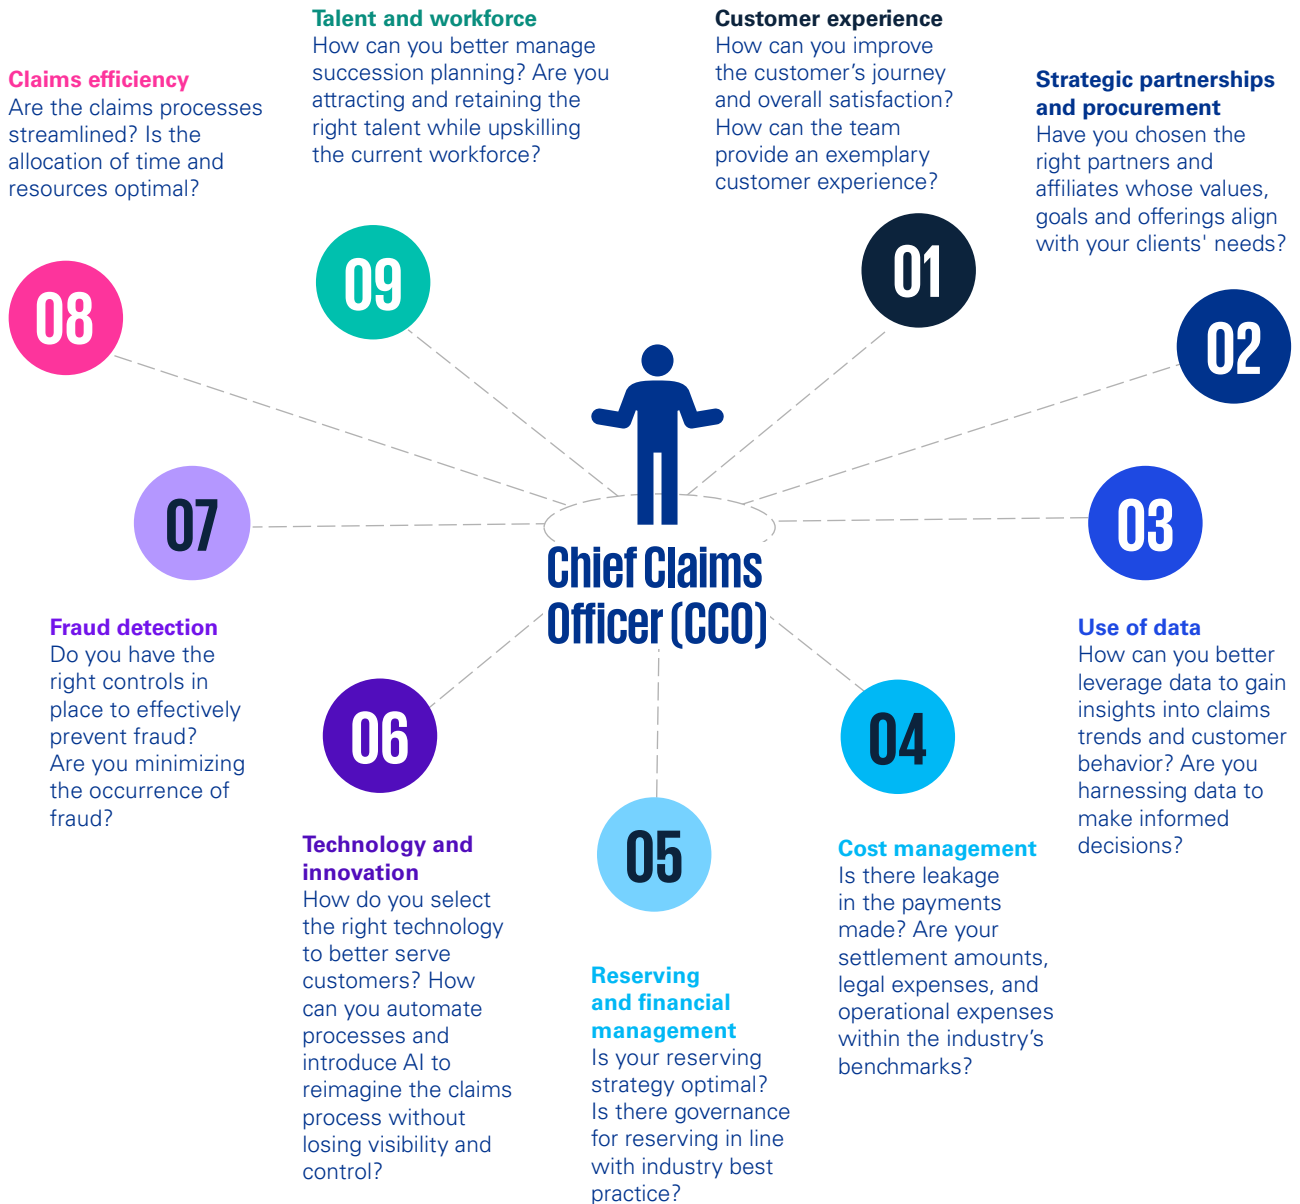 Talent and workforce
How can you better manage
succession planning? Are you
attracting and retaining the
right talent while upskilling
the current workforce?
Customer experience
How can you improve
the customer’s journey
and overall satisfaction?
How can the team
provide an exemplary
customer experience?
Claims efficiency
Are the claims processes
streamlined? Is the
allocation of time and
resources optimal?
Strategic partnerships
and procurement
Have you chosen the
right partners and
affiliates whose values,
goals and offerings align
with your clients' needs?
08
09
01
02
07
03
Chief Claims
Officer (CCO)
Fraud detection
Do you have the
right controls in
place to effectively
prevent fraud?
Are you minimizing
the occurrence of
fraud?
Use of data
How can you better
leverage data to gain
insights into claims
trends and customer
behavior? Are you
harnessing data to
make informed
decisions?
06
04
05
Technology and
innovation
How do you select
the right technology
to better serve
customers? How
can you automate
processes and
introduce AI to
reimagine the claims
process without
losing visibility and
control?
Reserving
and financial
management
Is your reserving
strategy optimal?
Is there governance
for reserving in line
with industry best
practice?
Cost management
Is there leakage
in the payments
made? Are your
settlement amounts,
legal expenses, and
operational expenses
within the industry’s
benchmarks?